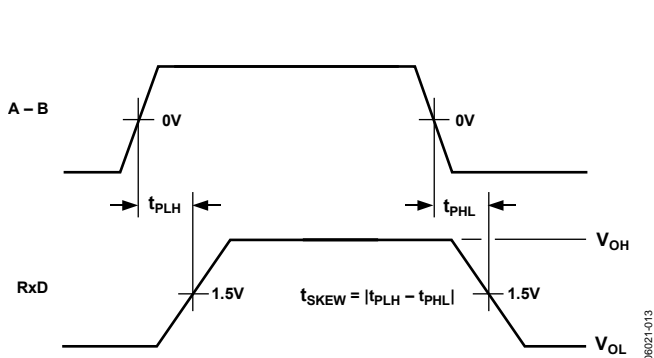 A – B
0V
0V
tPLH
tPHL
VOH
RxD
1.5V
tSKEW = |tPLH – tPHL|
1.5V
VOL
06021-013